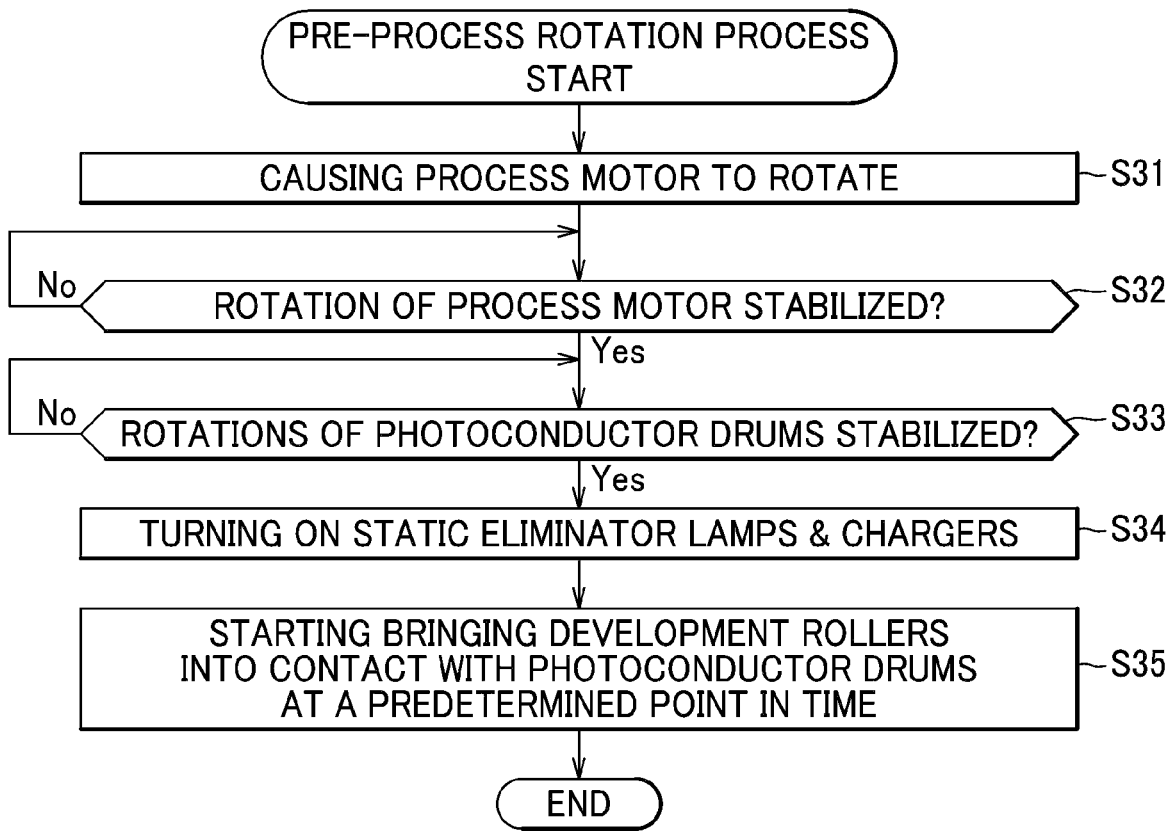 PRE-PROCESS ROTATION PROCESS
START
CAUSING PROCESS MOTOR TO ROTATE
S31
No
ROTATION OF PROCESS MOTOR STABILIZED?
S32
Yes
No
ROTATIONS OF PHOTOCONDUCTOR DRUMS STABILIZED?
S33
Yes
TURNING ON STATIC ELIMINATOR LAMPS & CHARGERS
S34
STARTING BRINGING DEVELOPMENT ROLLERS
INTO CONTACT WITH PHOTOCONDUCTOR DRUMS
AT A PREDETERMINED POINT IN TIME
S35
END